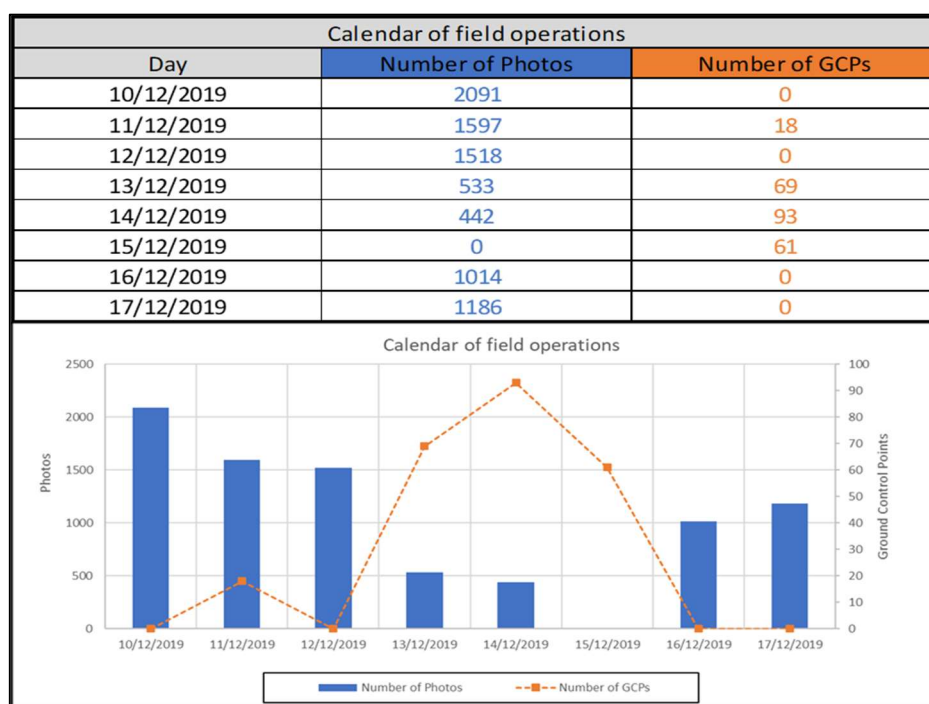 Calendar of field operations
Day Number of Photos Number of GCPs
10/12/2019 2091 0
11/12/2019 1597 18
12/12/2019 1518 0
13/12/2019 533 69
14/12/2019 442 93
15/12/2019 0 61
16/12/2019 1014 0
17/12/2019 1186 0
Calendar of field operations
2500
2000
1500
1000
500
0
Photos
100
90
80
70
60
50
40
30
20
10
0
Ground Control Points
10/12/2019 11/12/2019 12/12/2019 13/12/2019 14/12/2019 15/12/2019 16/12/2019 17/12/2019
Number of Photos Number of GCPs